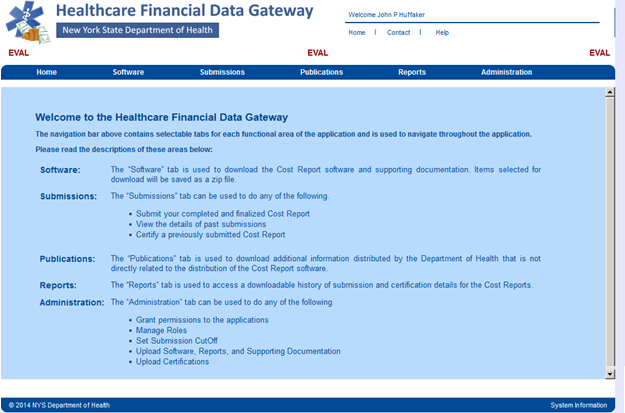 Healthcare Financial Data Gateway
New York State Department of Health
Welcome John P Huffaker
Home | Contact | Help
EVAL EVAL EVAL
Home Software Submissions Publications Reports Administration
Welcome to the Healthcare Financial Data Gateway
The navigation bar above contains selectable tabs for each functional area of the application and is used to navigate throughout the application.
Please read the descriptions of these areas below:
Software: The "Software" tab is used to download the Cost Report software and supporting documentation. Items selected for
download will be saved as a zip file.
Submissions: The "Submissions" tab can be used to do any of the following.
• Submit your completed and finalized Cost Report
• View the details of past submissions
• Certify a previously submitted Cost Report
Publications: The "Publications" tab is used to download additional information distributed by the Department of Health that is not
directly related to the distribution of the Cost Report software.
Reports: The "Reports" tab is used to access a downloadable history of submission and certification details for the Cost Reports.
Administration: The "Administration" tab can be used to do any of the following.
• Grant permissions to the applications
• Manage Roles
• Set Submission CutOff
• Upload Software, Reports, and Supporting Documentation
• Upload Certifications
© 2014 NYS Department of Health System Information